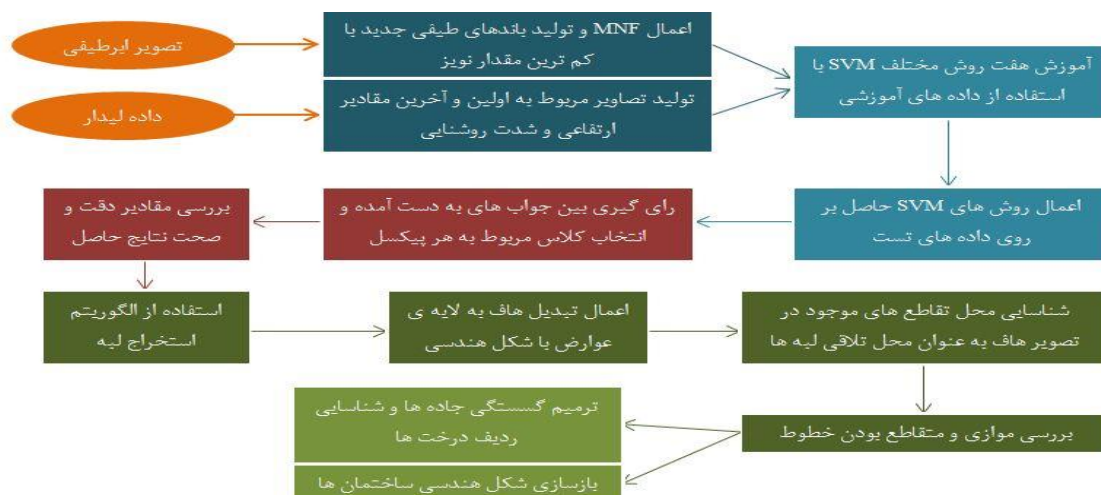 تصویر ابرطیفی
اعمال MNF و تولید باندهای طیفی جدید با
کم ترین مقدار نویز
داده لیدار
تولید تصاویر مربوط به اولین و آخرین مقادیر
ارتفاعی و شدت روشنایی
آموزش هفت روش مختلف SVM با
استفاده از داده های آموزشی
اعمال روش های SVM حاصل بر
روی داده های تست
رای گیری بین جواب های به دست آمده و
انتخاب کلاس مربوط به هر پیکسل
بررسی مقادیر دقت و
صحت نتایج حاصل
استفاده از الگوریتم
استخراج لبه
اعمال تبدیل هاف به لایه ی
عوارض با شکل هندسی
شناسایی محل تقاطع های موجود در
تصویر هاف به عنوان محل تلاقی لبه ها
بررسی موازی و متقاطع بودن خطوط
ترمیم گسستگی جاده ها و شناسایی
ردیف درخت ها
بازسازی شکل هندسی ساختمان ها